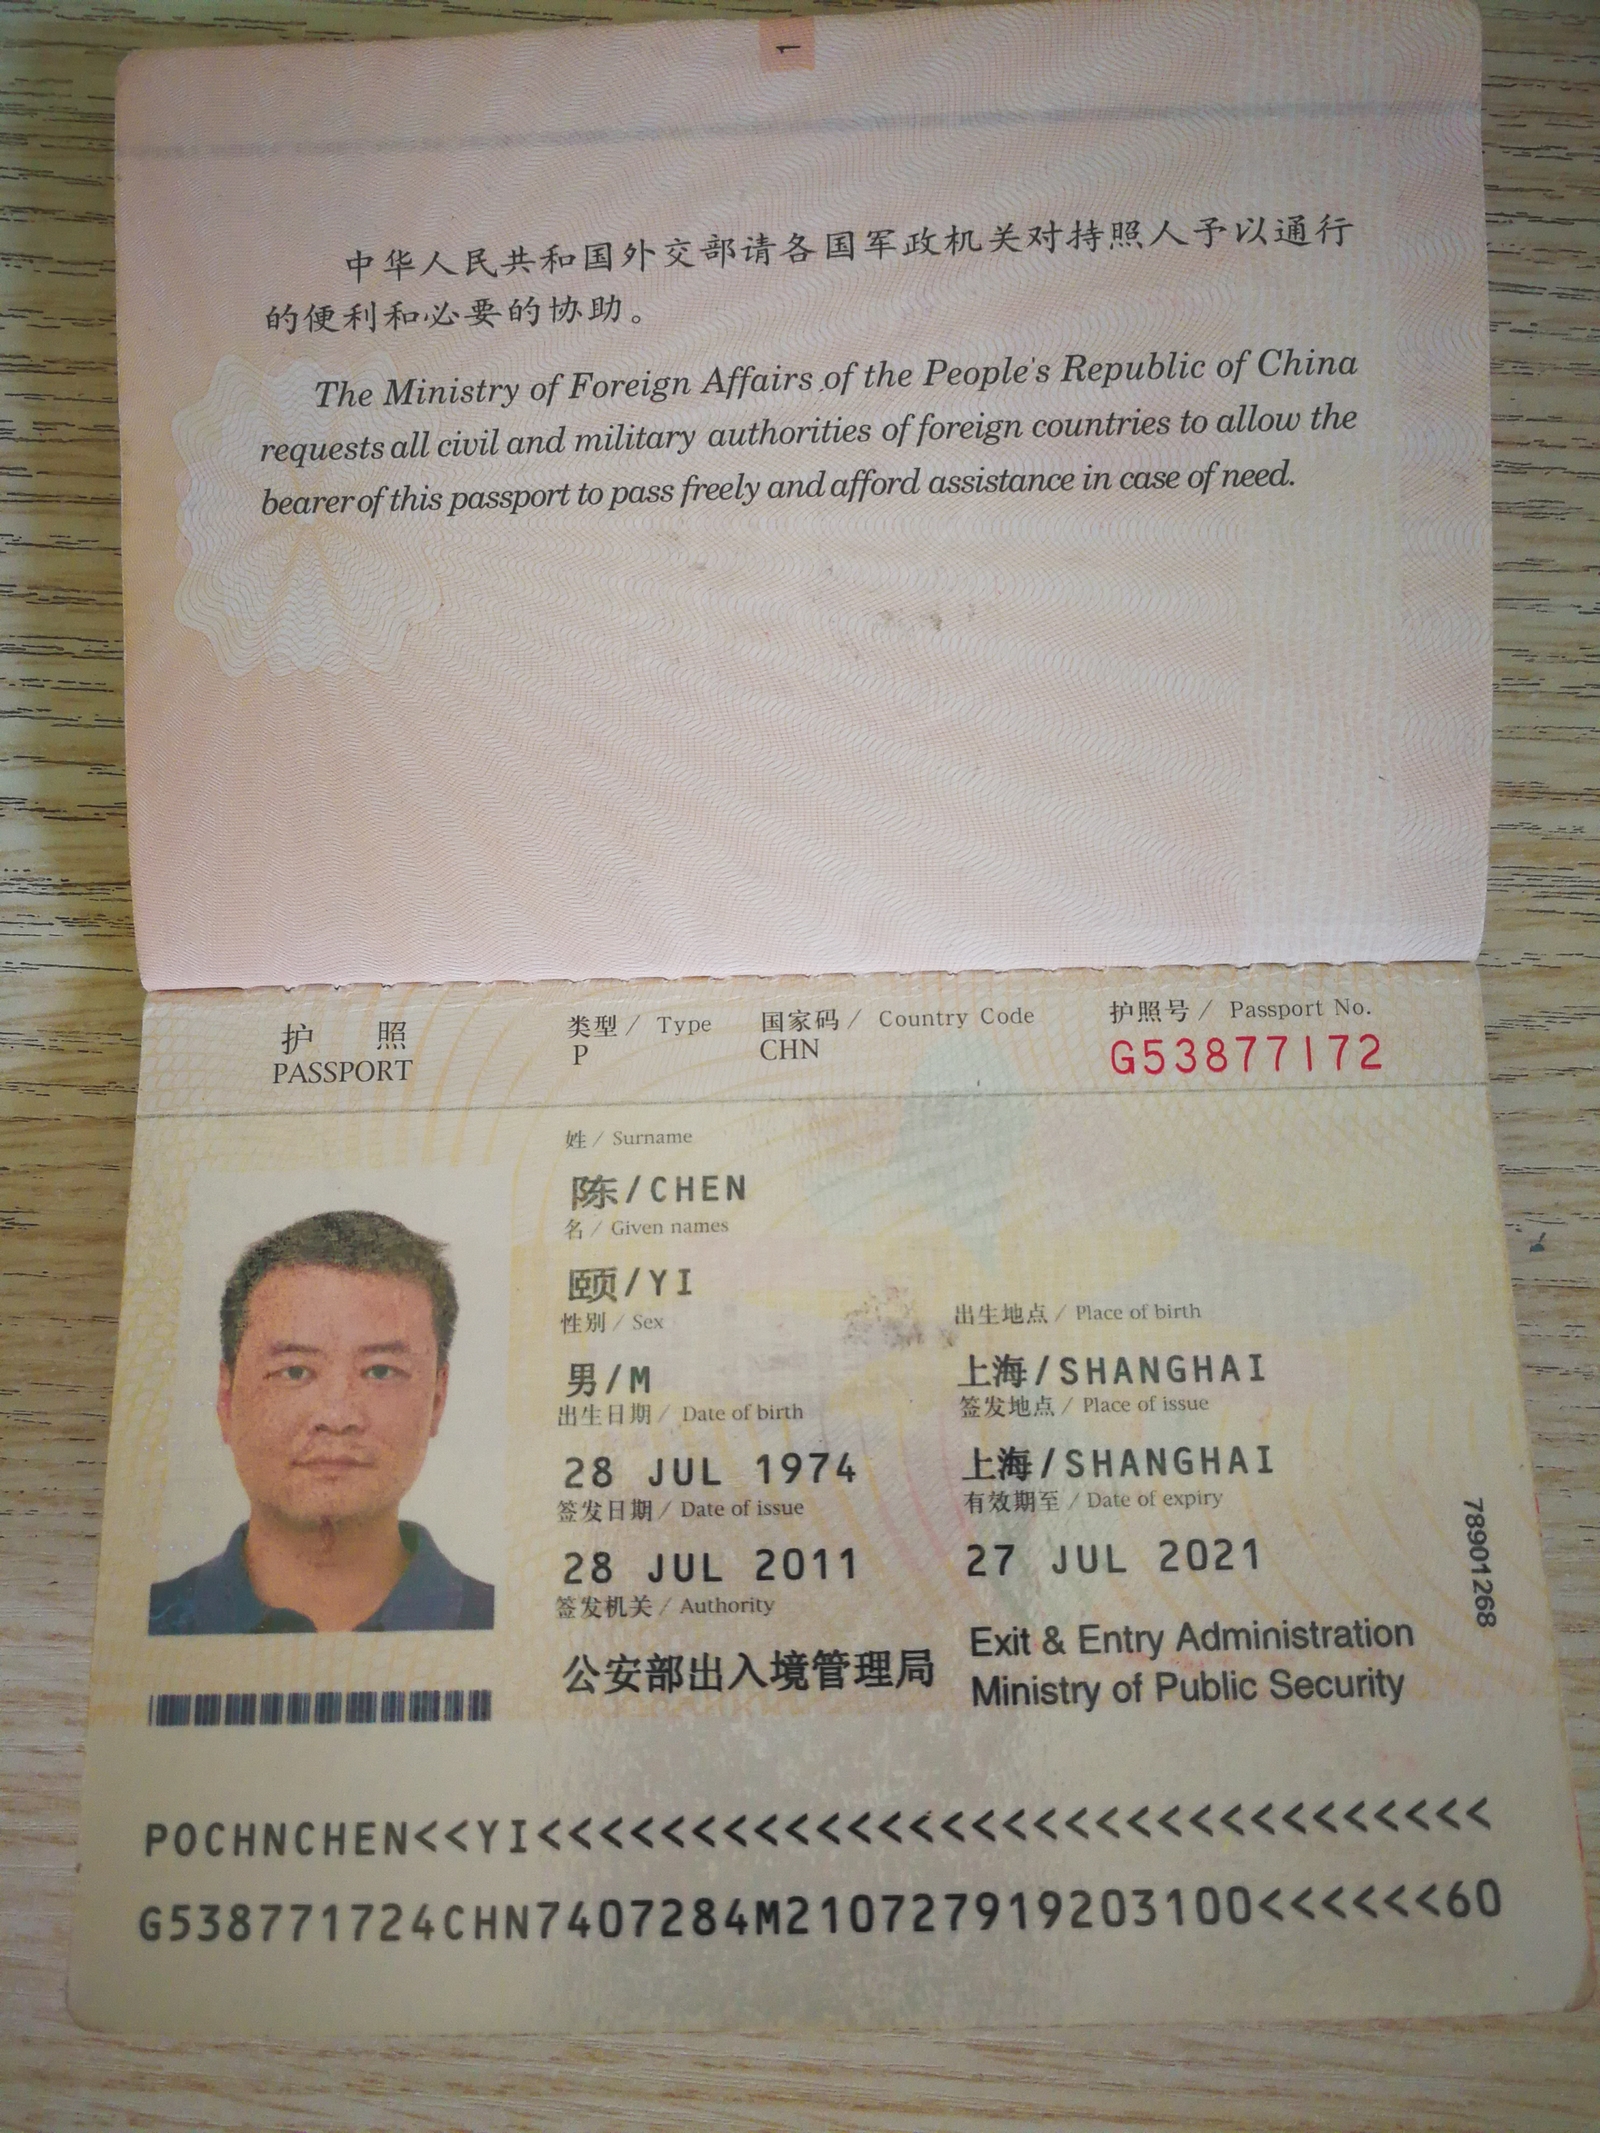 1
中华人民共和国外交部请各国军政机关对持照人予以通行
的便利和必要的协助。
The Ministry of Foreign Affairs of the People's Republic of China
requests all civil and military authorities of foreign countries to allow the
bearer of this passport to pass freely and afford assistance in case of need.
护 照
PASSPORT
类型 / Type
P
国家码 / Country Code
CHN
护照号 / Passport No.
G53877172
姓 / Surname
陈/CHEN
名 / Given names
颐/YI
性别 / Sex
男/M
出生地点 / Place of birth
上海/SHANGHAI
出生日期 / Date of birth
28 JUL 1974
签发地点 / Place of issue
上海/SHANGHAI
签发日期 / Date of issue
28 JUL 2011
有效期至 / Date of expiry
27 JUL 2021
签发机关 / Authority
公安部出入境管理局
Exit & Entry Administration
Ministry of Public Security
78901268
POCHNCHEN<<YI<<<<<<<<<<<<<<<<<<<<<<<<<<<<<<<
G538771724CHN7407284M210727919203100<<<<<<60